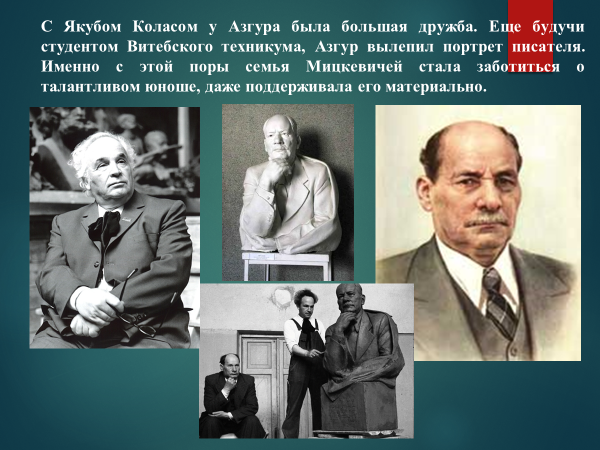 С Якубом Коласом у Азгура была большая дружба. Еще будучи
студентом Витебского техникума, Азгур вылепил портрет писателя.
Именно с этой поры семья Мицкевичей стала заботиться о
талантливом юноше, даже поддерживала его материально.